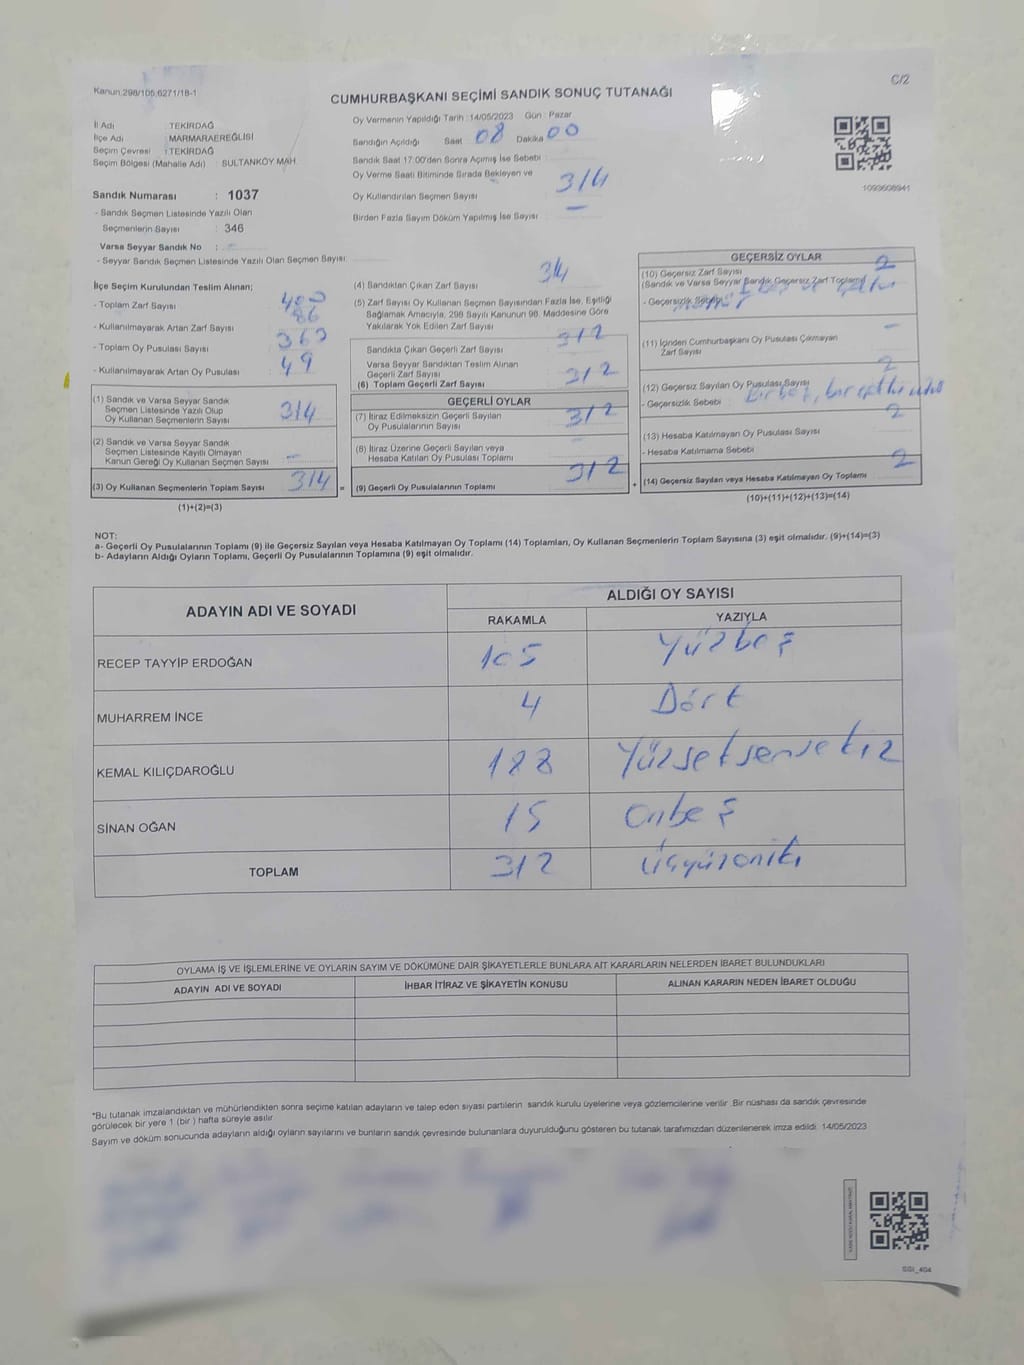 Kanun.298/105,6271/18-1
C/2
CUMHURBAŞKANI SEÇİMİ SANDIK SONUÇ TUTANAĞI
İl Adı : TEKİRDAĞ
İlçe Adı : MARMARAEREĞLİSİ
Seçim Çevresi : TEKİRDAĞ
Seçim Bölgesi (Mahalle Adı) : SULTANKÖY MAH.
Sandık Numarası : 1037
- Sandık Seçmen Listesinde Yazılı Olan
Seçmenlerin Sayısı : 346
Varsa Seyyar Sandık No : -
- Seyyar Sandık Seçmen Listesinde Yazılı Olan Seçmen Sayısı:
Oy Vermenin Yapıldığı Tarih :14/05/2023 Gün : Pazar
Sandığın Açıldığı Saat 08 Dakika 00
Sandık Saat 17:00'den Sonra Açılmış İse Sebebi
Oy Verme Saati Bitiminde Sırada Bekleyen ve
Oy Kullandırılan Seçmen Sayısı 314
Birden Fazla Sayım Döküm Yapılmış İse Sayısı –
1093608941
İlçe Seçim Kurulundan Teslim Alınan;
- Toplam Zarf Sayısı 400
- Kullanılmayarak Artan Zarf Sayısı 86
- Toplam Oy Pusulası Sayısı 363
- Kullanılmayarak Artan Oy Pusulası 49
(1) Sandık ve Varsa Seyyar Sandık
Seçmen Listesinde Yazılı Olup
Oy Kullanan Seçmenlerin Sayısı 314
(2) Sandık ve Varsa Seyyar Sandık
Seçmen Listesinde Kayıtlı Olmayan
Kanun Gereği Oy Kullanan Seçmen Sayısı –
(3) Oy Kullanan Seçmenlerin Toplam Sayısı 314
(1)+(2)=(3)
=
(4) Sandıktan Çıkan Zarf Sayısı 314
(5) Zarf Sayısı Oy Kullanan Seçmen Sayısından Fazla İse, Eşitliği
Sağlamak Amacıyla, 298 Sayılı Kanunun 98. Maddesine Göre
Yakılarak Yok Edilen Zarf Sayısı
Sandıkta Çıkan Geçerli Zarf Sayısı 312
Varsa Seyyar Sandıktan Teslim Alınan
Geçerli Zarf Sayısı
(6) Toplam Geçerli Zarf Sayısı 312
GEÇERLİ OYLAR
(7) İtiraz Edilmeksizin Geçerli Sayılan
Oy Pusulasının Sayısı 312
(8) İtiraz Üzerine Geçerli Sayılan veya
Hesaba Katılan Oy Pusulası Toplamı
(9) Geçerli Oy Pusulalarının Toplamı 312
+
GEÇERSİZ OYLAR
(10) Geçersiz Zarf Sayısı 2
(Sandık ve Varsa Seyyar Sandık Geçersiz Zarf Toplamı)
- Geçersizlik Sebebi
(11) İçinden Cumhurbaşkanı Oy Pusulası Çıkmayan
Zarf Sayısı –
(12) Geçersiz Sayılan Oy Pusulası Sayısı 2
- Geçersizlik Sebebi :
(13) Hesaba Katılmayan Oy Pusulası Sayısı 2
- Hesaba Katılmama Sebebi
(14) Geçersiz Sayılan veya Hesaba Katılmayan Oy Toplamı 2
(10)+(11)+(12)+(13)=(14)
NOT:
a- Geçerli Oy Pusulalarının Toplamı (9) ile Geçersiz Sayılan veya Hesaba Katılmayan Oy Toplamı (14) Toplamları, Oy Kullanan Seçmenlerin Toplam Sayısına (3) eşit olmalıdır. (9)+(14)=(3)
b- Adayların Aldığı Oyların Toplamı, Geçerli Oy Pusulalarının Toplamına (9) eşit olmalıdır.
ADAYIN ADI VE SOYADI ALDIĞI OY SAYISI
RAKAMLA YAZIYLA
RECEP TAYYİP ERDOĞAN 105 Yüzbeş
MUHARREM İNCE 4 Dört
KEMAL KILIÇDAROĞLU 188 Yüzseksensekiz
SİNAN OĞAN 15 Onbeş
TOPLAM 312 Üçyüzoniki
OYLAMA İŞ VE İŞLEMLERİNE VE OYLARIN SAYIM VE DÖKÜMÜNE DAİR ŞİKAYETLERLE BUNLARA AİT KARARLARIN NELERDEN İBARET BULUNDUKLARI
ADAYIN ADI VE SOYADI İHBAR İTİRAZ VE ŞİKAYETİN KONUSU ALINAN KARARIN NEDEN İBARET OLDUĞU
*Bu tutanak imzalandıktan ve mühürlendikten sonra seçime katılan adayların ve talep eden siyasi partilerin sandık kurulu üyelerine veya gözlemcilerine verilir .Bir nüshası da sandık çevresinde
görülecek bir yere 1 (bir ) hafta süreyle asılır.
Sayım ve döküm sonucunda adayların aldığı oyların sayılarını ve bunların sandık çevresinde bulunanlara duyurulduğunu gösteren bu tutanak tarafımızdan düzenlenerek imza edildi. 14/05/2023
SGI_404